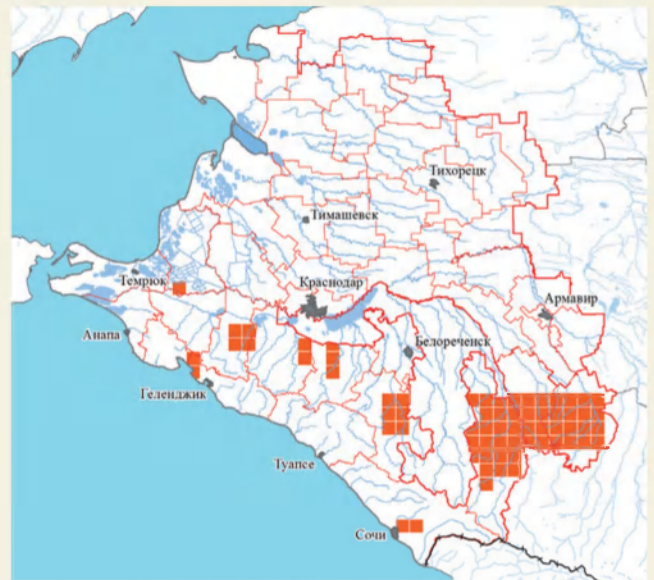 Тихорецк
Тимашевск
Темрюк
Краснодар
Армавир
Анапа
Белореченск
Геленджик
Туапсе
Сочи